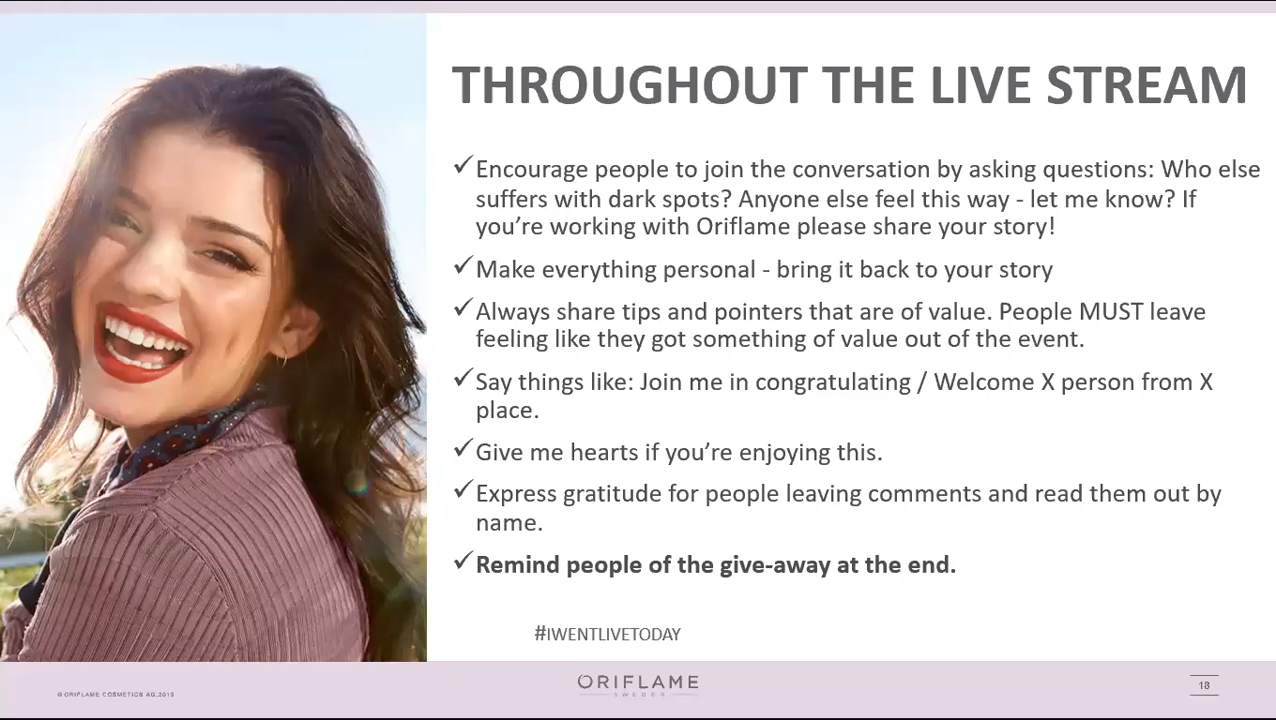 THROUGHOUT THE LIVE STREAM
✓Encourage people to join the conversation by asking questions: Who else
suffers with dark spots? Anyone else feel this way - let me know? If
you’re working with Oriflame please share your story!
✓Make everything personal - bring it back to your story
✓Always share tips and pointers that are of value. People MUST leave
feeling like they got something of value out of the event.
✓Say things like: Join me in congratulating / Welcome X person from X
place.
✓Give me hearts if you’re enjoying this.
✓Express gratitude for people leaving comments and read them out by
name.
✓Remind people of the give-away at the end.
#IWENTLIVETODAY
© ORIFLAME COSMETICS AG,2013
ORIFLAME
SWEDEN
18